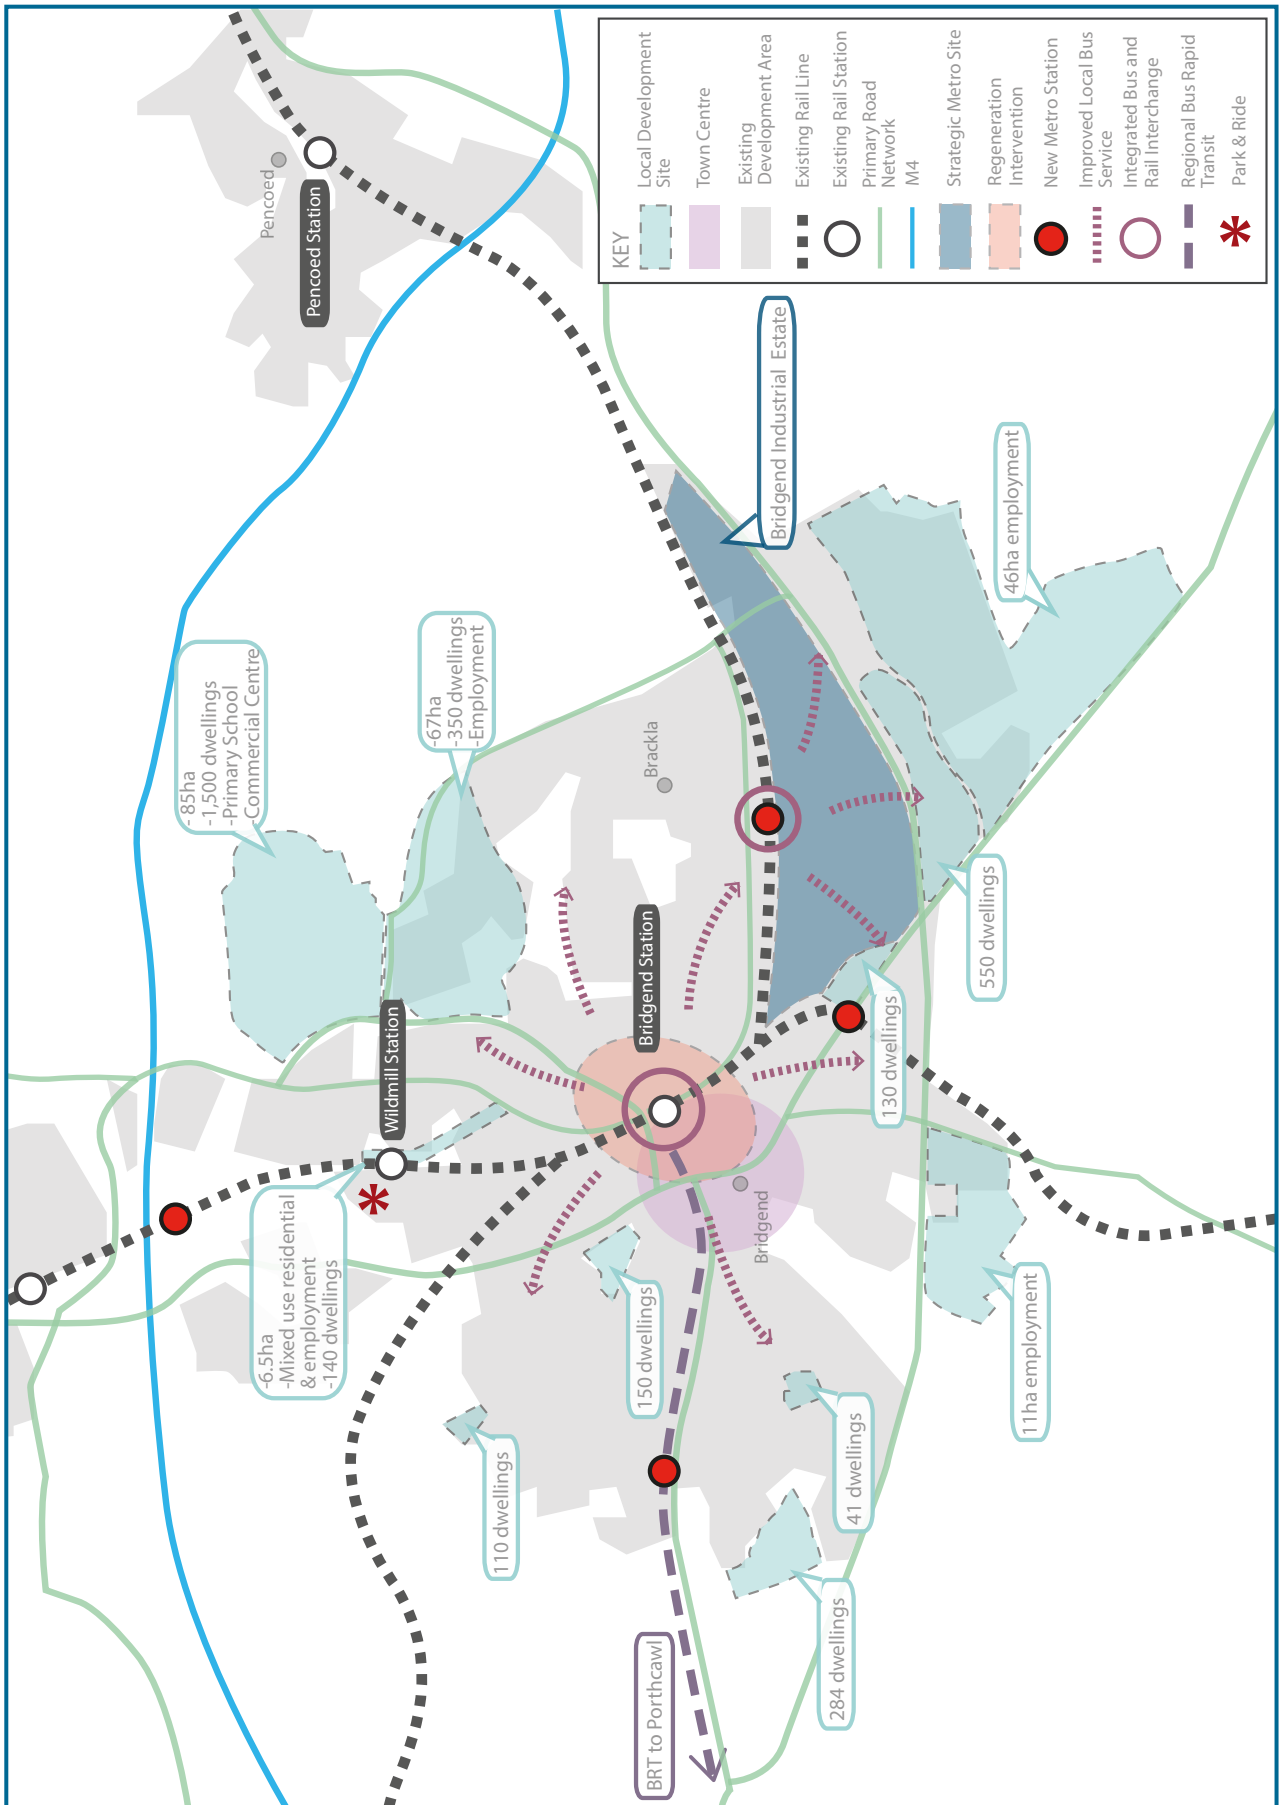 KEY
Local Development
Site
Town Centre
Existing
Development Area
Existing Rail Line
Existing Rail Station
Primary Road
Network
M4
Strategic Metro Site
Regeneration
Intervention
New Metro Station
Improved Local Bus
Service
Integrated Bus and
Rail Interchange
Regional Bus Rapid
Transit
Park & Ride
Pencoed
Pencoed Station
- 85ha
-1,500 dwellings
-Primary School
-Commercial Centre
-67ha
-350 dwellings
-Employment
Bridgend Industrial Estate
46ha employment
Brackla
Bridgend Station
Wildmill Station
550 dwellings
130 dwellings
-6.5ha
-Mixed use residential
& employment
-140 dwellings
Bridgend
150 dwellings
11ha employment
110 dwellings
41 dwellings
284 dwellings
BRT to Porthcawl